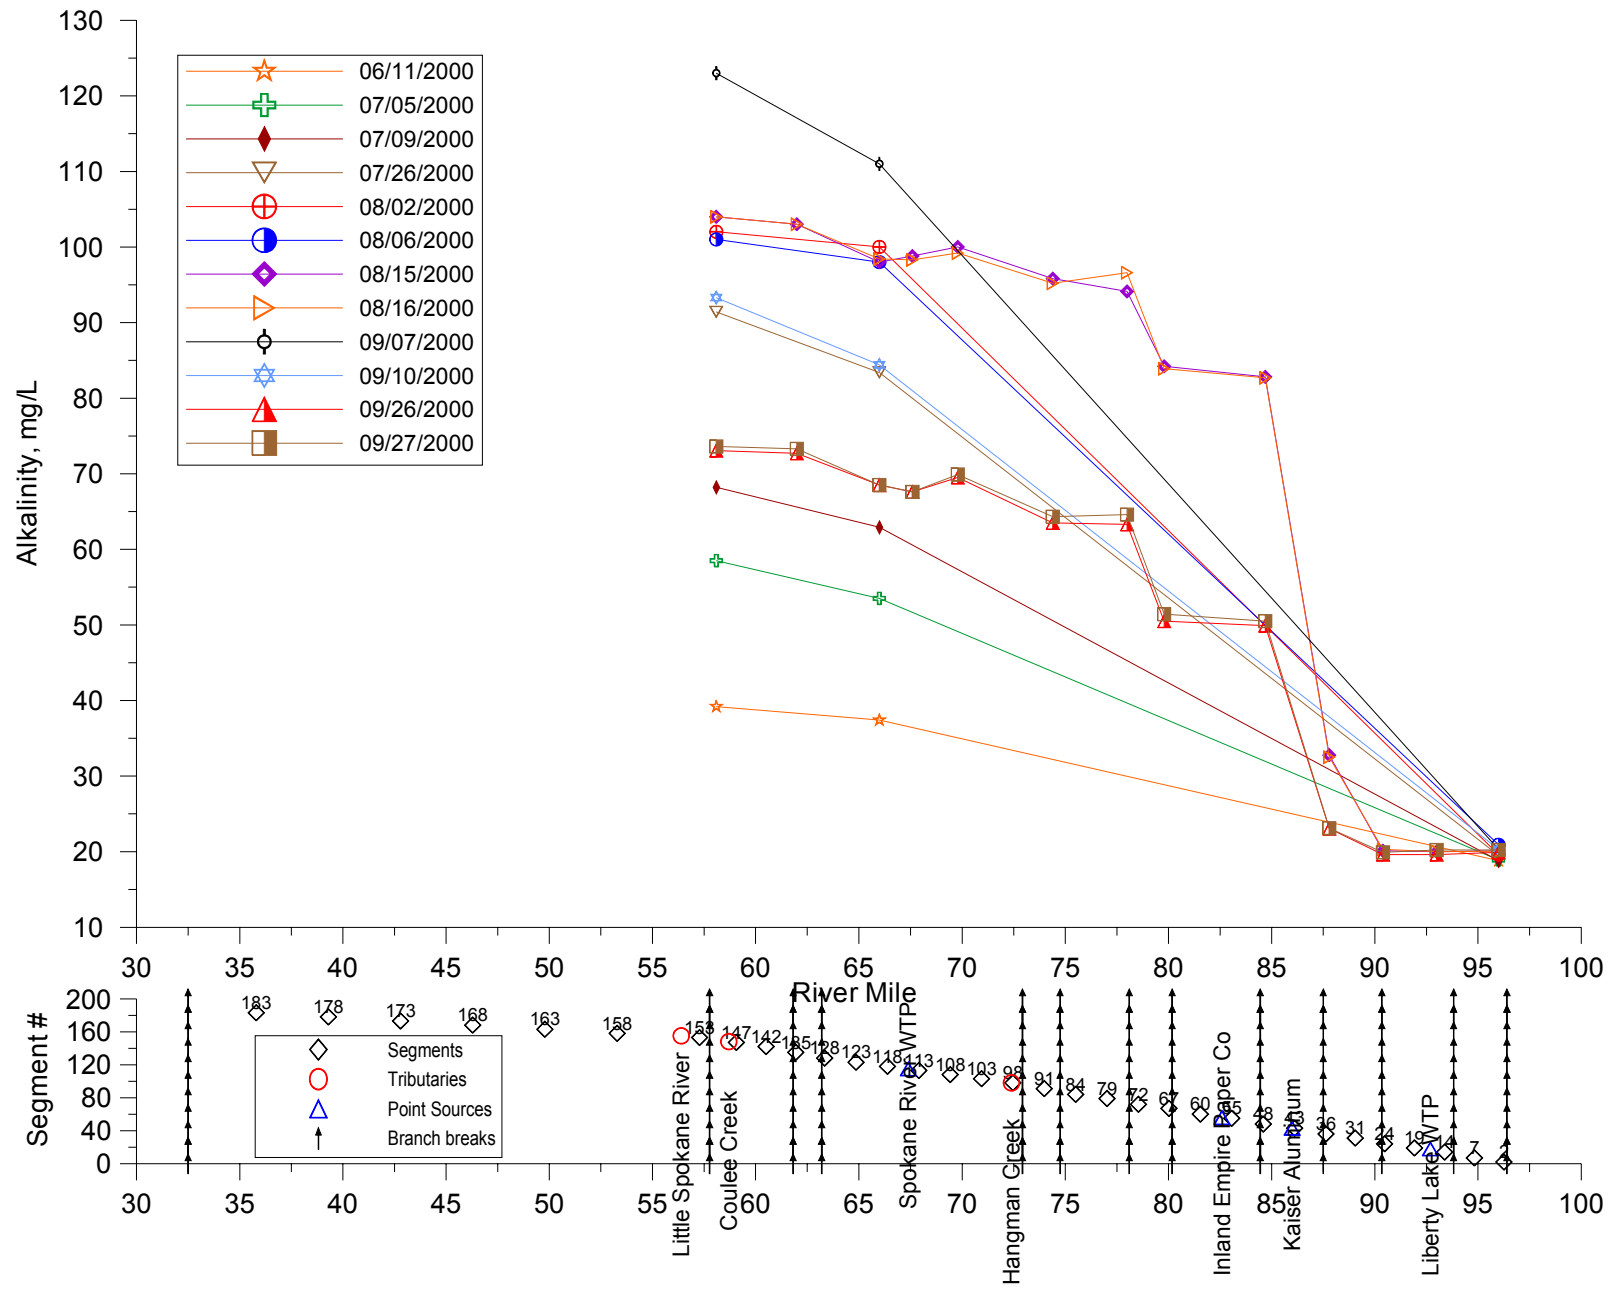 130
120
110
100
90
80
70
60
50
40
30
20
10
Alkalinity, mg/L
06/11/2000
07/05/2000
07/09/2000
07/26/2000
08/02/2000
08/06/2000
08/15/2000
08/16/2000
09/07/2000
09/10/2000
09/26/2000
09/27/2000
30 35 40 45 50 55 60 65 70 75 80 85 90 95 100
River Mile
200
160
120
80
40
0
Segment #
183 178 173 168 163 158 153 147 142 135 128 123 118 113 108 103 98 91 84 79 72 67 60 55 48 43 36 31 24 19 14 7 2
Segments
Tributaries
Point Sources
Branch breaks
30 35 40 45 50 55 60 65 70 75 80 85 90 95 100
Little Spokane River
Coulee Creek
Spokane River WTP
Hangman Creek
Inland Empire Paper Co
Kaiser Aluminum
Liberty Lake WTP